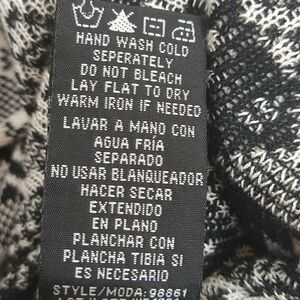 HAND WASH COLD
SEPERATELY
DO NOT BLEACH
LAY FLAT TO DRY
WARM IRON IF NEEDED
LAVAR A MANO CON
AGUA FRÍA
SEPARADO
NO USAR BLANQUEADOR
HACER SECAR
EXTENDIDO
EN PLANO
PLANCHAR CON
PLANCHA TIBIA SI
ES NECESARIO
STYLE/MODA:98861